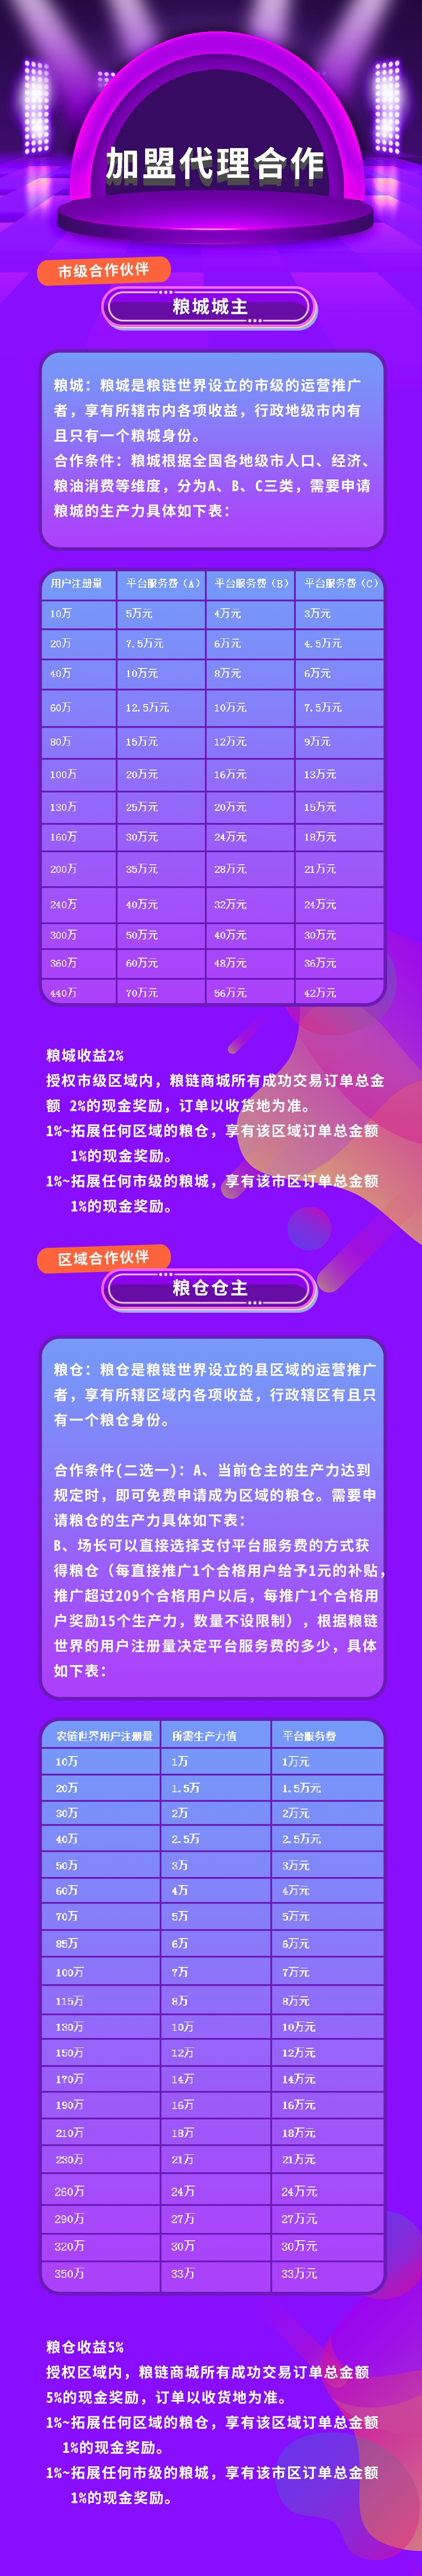 加盟代理合作
市级合作伙伴
粮城城主
粮城：粮城是粮链世界设立的市级的运营推广
者，享有所辖市内各项收益，行政地级市内有
且只有一个粮城身份。
合作条件：粮城根据全国各地级市人口、经济、
粮油消费等维度，分为A、B、C三类，需要申请
粮城的生产力具体如下表：
用户注册量 平台服务费（A） 平台服务费（B） 平台服务费（C）
10万 5万元 4万元 3万元
20万 7.5万元 6万元 4.5万元
40万 10万元 8万元 6万元
60万 12.5万元 10万元 7.5万元
80万 15万元 12万元 9万元
100万 20万元 16万元 13万元
130万 25万元 20万元 15万元
160万 30万元 24万元 18万元
200万 35万元 28万元 21万元
240万 40万元 32万元 24万元
300万 50万元 40万元 30万元
360万 60万元 48万元 36万元
440万 70万元 56万元 42万元
粮城收益2%
授权市级区域内，粮链商城所有成功交易订单总金
额 2%的现金奖励，订单以收货地为准。
1%~拓展任何区域的粮仓，享有该区域订单总金额
1%的现金奖励。
1%~拓展任何市级的粮城，享有该市区订单总金额
1%的现金奖励。
区域合作伙伴
粮仓仓主
粮仓：粮仓是粮链世界设立的县区域的运营推广
者，享有所辖区域内各项收益，行政辖区有且只
有一个粮仓身份。
合作条件(二选一)：A、当前仓主的生产力达到
规定时，即可免费申请成为区域的粮仓。需要申
请粮仓的生产力具体如下表：
B、场长可以直接选择支付平台服务费的方式获
得粮仓（每直接推广1个合格用户给予1元的补贴，
推广超过209个合格用户以后，每推广1个合格用
户奖励15个生产力，数量不设限制），根据粮链
世界的用户注册量决定平台服务费的多少，具体
如下表：
农链世界用户注册量 所需生产力值 平台服务费
10万 1万 1万元
20万 1.5万 1.5万元
30万 2万 2万元
40万 2.5万 2.5万元
50万 3万 3万元
60万 4万 4万元
70万 5万 5万元
85万 6万 6万元
100万 7万 7万元
115万 8万 8万元
130万 10万 10万元
150万 12万 12万元
170万 14万 14万元
190万 16万 16万元
210万 18万 18万元
230万 21万 21万元
260万 24万 24万元
290万 27万 27万元
320万 30万 30万元
350万 33万 33万元
粮仓收益5%
授权区域内，粮链商城所有成功交易订单总金额
5%的现金奖励，订单以收货地为准。
1%~拓展任何区域的粮仓，享有该区域订单总金额
1%的现金奖励。
1%~拓展任何市级的粮城，享有该市区订单总金额
1%的现金奖励。